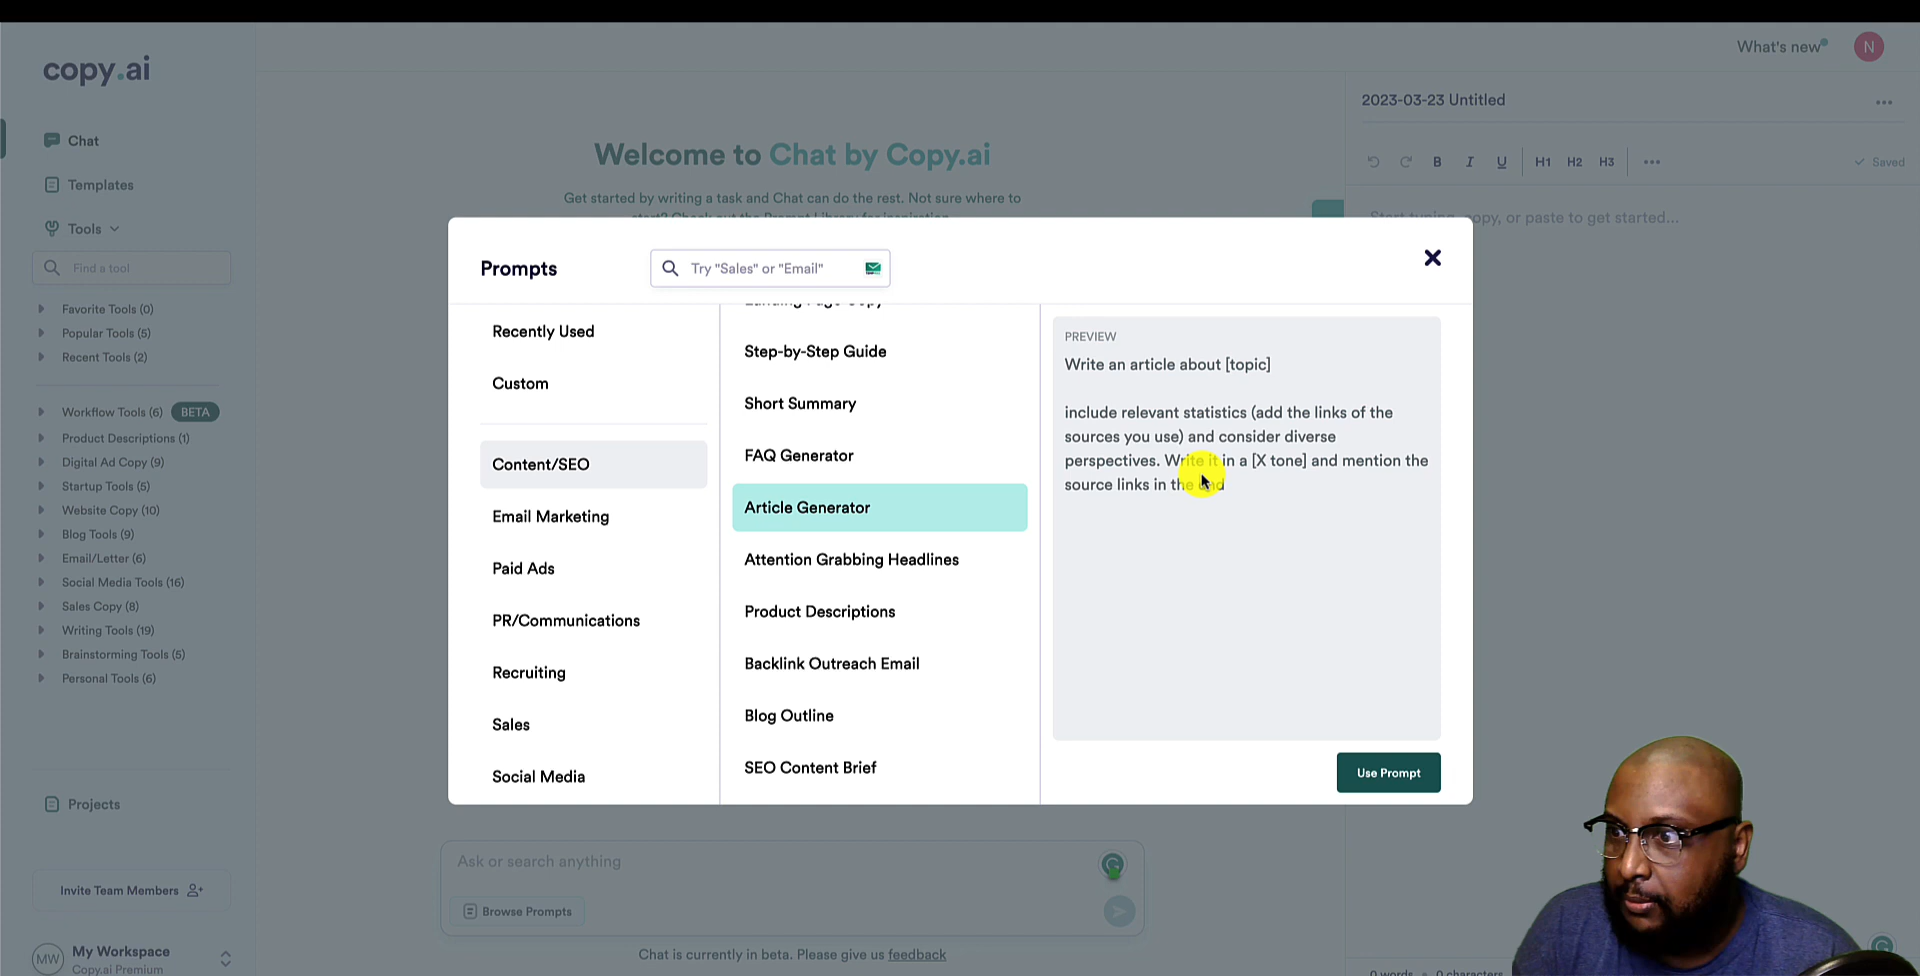 copy.ai
What's new
N
Chat
Templates
Tools
Find a tool
Favorite Tools (0)
Popular Tools (5)
Recent Tools (2)
Workflow Tools (6) BETA
Product Descriptions (1)
Digital Ad Copy (9)
Startup Tools (5)
Website Copy (10)
Blog Tools (9)
Email/Letter (6)
Social Media Tools (16)
Sales Copy (8)
Writing Tools (19)
Brainstorming Tools (5)
Personal Tools (6)
Projects
Invite Team Members
MW
My Workspace
Copy.ai Premium
Welcome to Chat by Copy.ai
Get started by writing a task and Chat can do the rest. Not sure where to
start? Check out the Prompt Library for inspiration
Prompts
Try "Sales" or "Email"
Recently Used
Custom
Content/SEO
Email Marketing
Paid Ads
PR/Communications
Recruiting
Sales
Social Media
Landing Page Copy
Step-by-Step Guide
Short Summary
FAQ Generator
Article Generator
Attention Grabbing Headlines
Product Descriptions
Backlink Outreach Email
Blog Outline
SEO Content Brief
PREVIEW
Write an article about [topic]
include relevant statistics (add the links of the
sources you use) and consider diverse
perspectives. Write it in a [X tone] and mention the
source links in the end
Use Prompt
Ask or search anything
Browse Prompts
Chat is currently in beta. Please give us feedback
2023-03-23 Untitled
B I U H1 H2 H3
Saved
Start typing, copy, or paste to get started...
0 words 0 characters